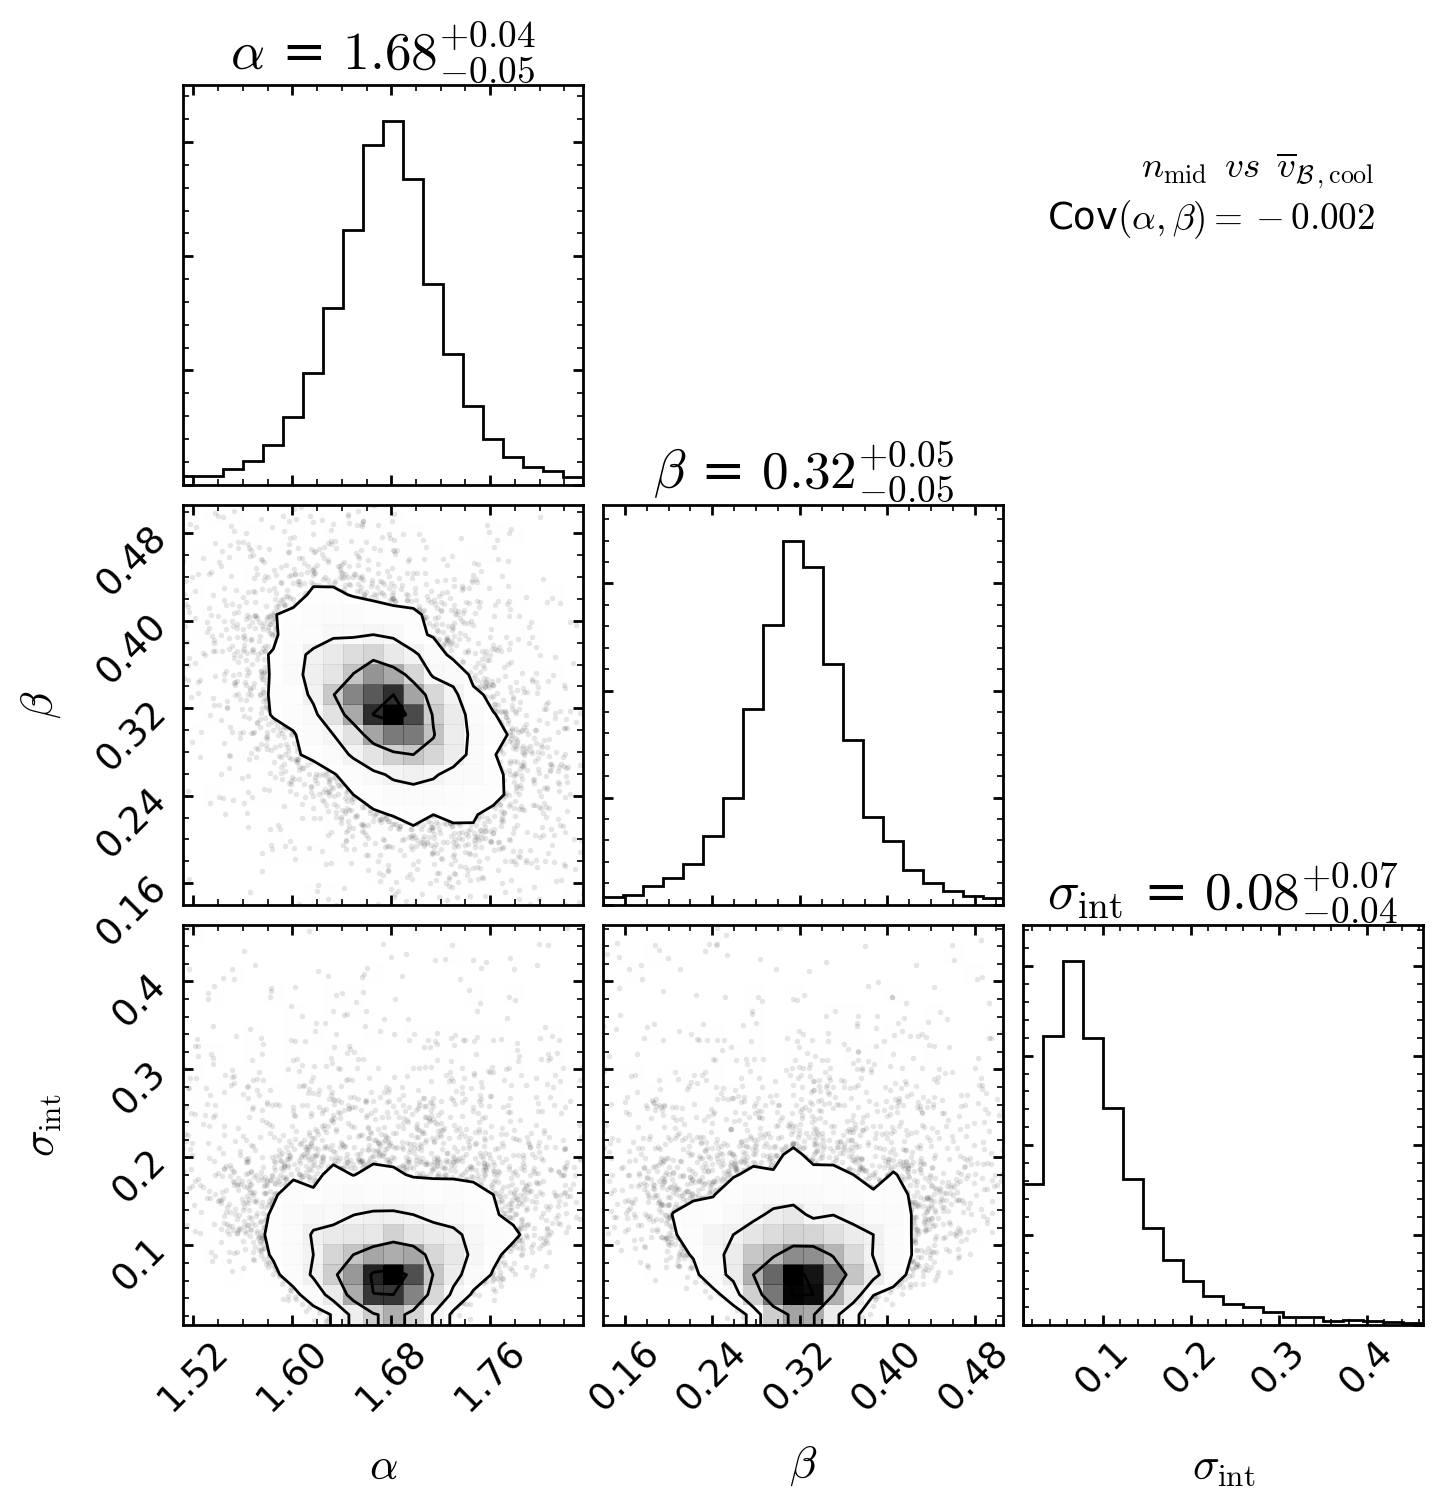 α = 1.68+0.04−0.05
n_mid vs v̅_ℬ,cool
Cov(α, β) = −0.002
β = 0.32+0.05−0.05
β
0.48
0.40
0.32
0.24
0.16
σ_int = 0.08+0.07−0.04
σ_int
0.4
0.3
0.2
0.1
1.52 1.60 1.68 1.76 0.16 0.24 0.32 0.40 0.48 0.1 0.2 0.3 0.4
α β σ_int